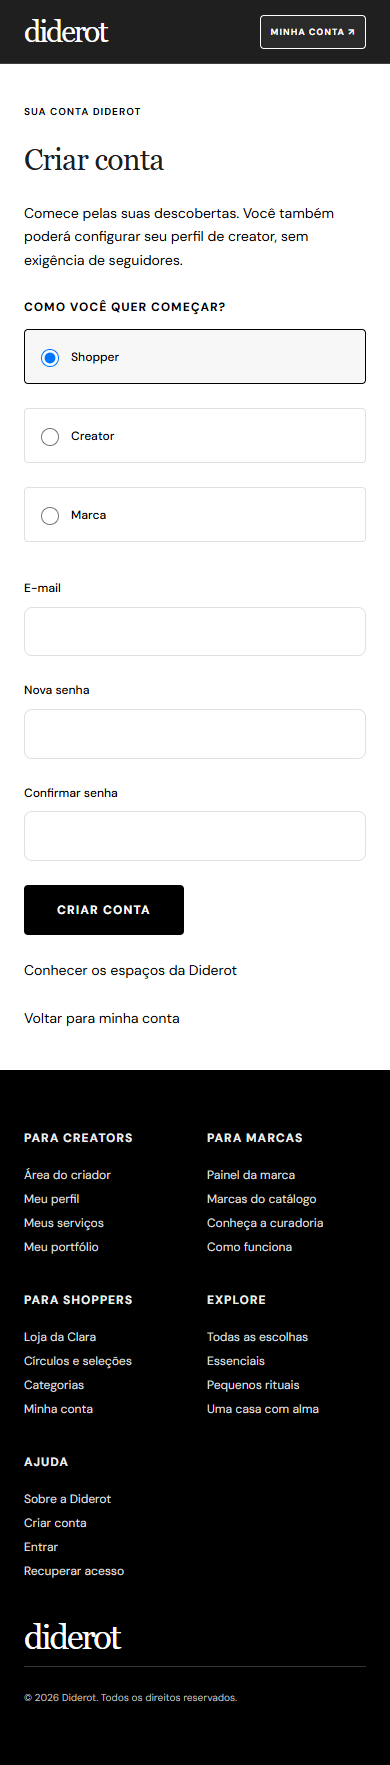 diderot
MINHA CONTA ↗
SUA CONTA DIDEROT
Criar conta
Comece pelas suas descobertas. Você também
poderá configurar seu perfil de creator, sem
exigência de seguidores.
COMO VOCÊ QUER COMEÇAR?
Shopper
Creator
Marca
E-mail
Nova senha
Confirmar senha
CRIAR CONTA
Conhecer os espaços da Diderot
Voltar para minha conta
PARA CREATORS
Área do criador
Meu perfil
Meus serviços
Meu portfólio
PARA MARCAS
Painel da marca
Marcas do catálogo
Conheça a curadoria
Como funciona
PARA SHOPPERS
Loja da Clara
Círculos e seleções
Categorias
Minha conta
EXPLORE
Todas as escolhas
Essenciais
Pequenos rituais
Uma casa com alma
AJUDA
Sobre a Diderot
Criar conta
Entrar
Recuperar acesso
diderot
© 2026 Diderot. Todos os direitos reservados.